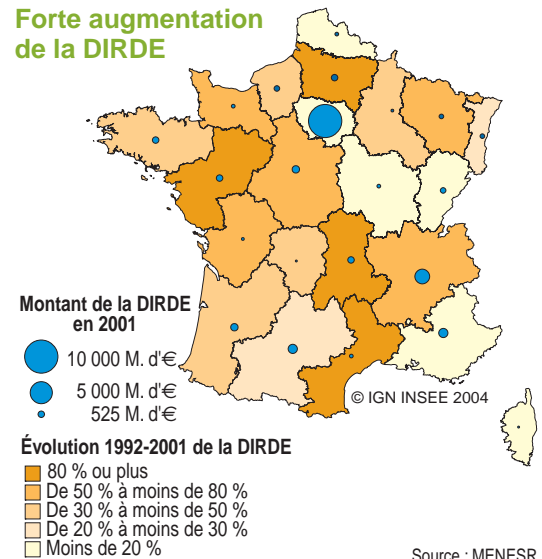 Forte augmentation
de la DIRDE
Montant de la DIRDE
en 2001
10 000 M. d'€
5 000 M. d'€
525 M. d'€
© IGN INSEE 2004
Évolution 1992-2001 de la DIRDE
80 % ou plus
De 50 % à moins de 80 %
De 30 % à moins de 50 %
De 20 % à moins de 30 %
Moins de 20 %
Source : MENESR